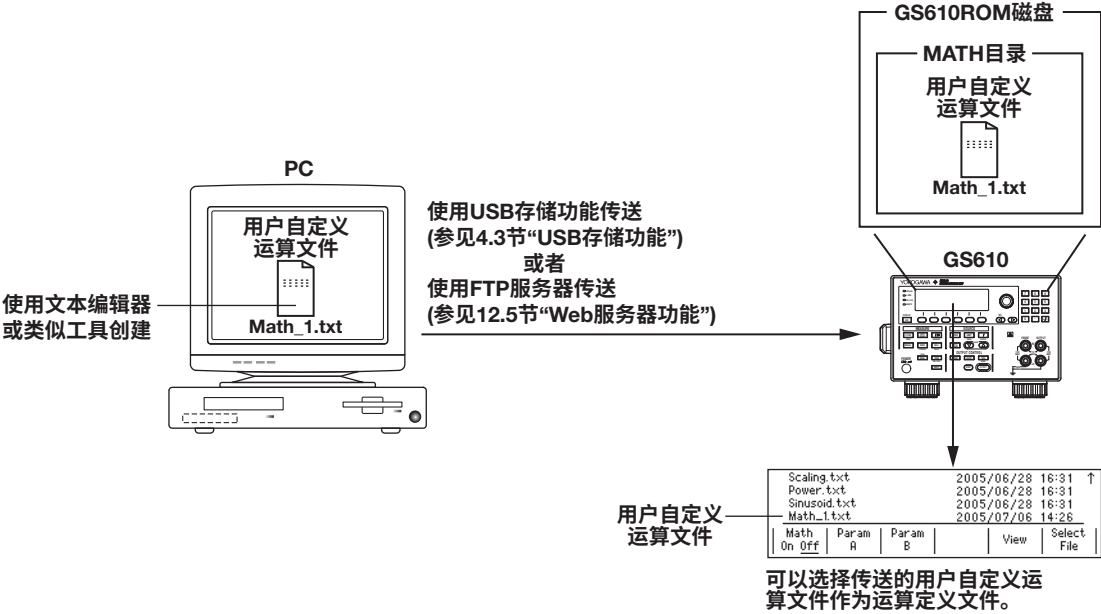 GS610ROM磁盘
MATH目录
用户自定义
运算文件
Math_1.txt
PC
用户自定义
运算文件
Math_1.txt
使用文本编辑器
或类似工具创建
使用USB存储功能传送
(参见4.3节“USB存储功能”)
或者
使用FTP服务器传送
(参见12.5节“Web服务器功能”)
GS610
YOKOGAWA
OUTPUT CONTROL
用户自定义
运算文件
Scaling.txt 2005/06/28 16:31 ↑
Power.txt 2005/06/28 16:31
Sinusoid.txt 2005/06/28 16:31
Math_1.txt 2005/07/06 14:26
Math On Off
Param A
Param B
View
Select File
可以选择传送的用户自定义运
算文件作为运算定义文件。